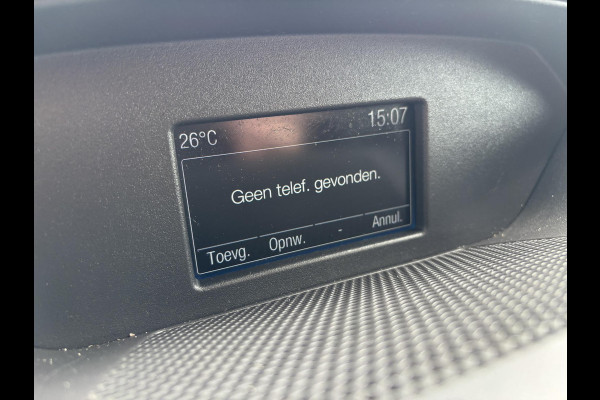 26°C 15:07
Geen telef. gevonden.
Toevg. Opnw. - Annul.